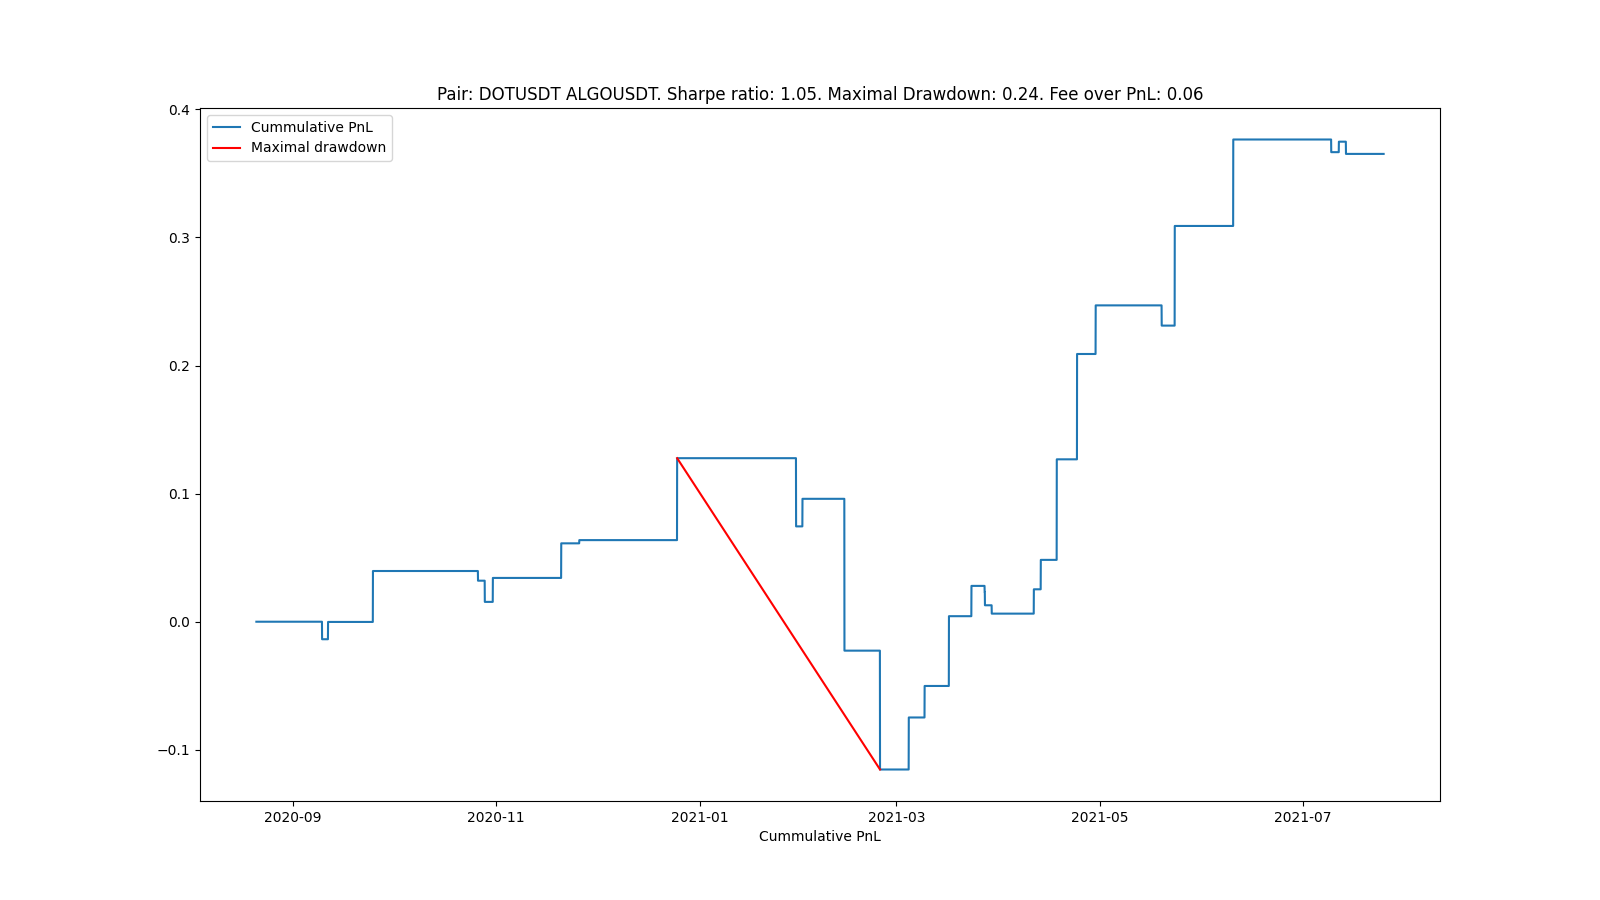 Pair: DOTUSDT ALGOUSDT. Sharpe ratio: 1.05. Maximal Drawdown: 0.24. Fee over PnL: 0.06
Cummulative PnL
Maximal drawdown
0.4
0.3
0.2
0.1
0.0
−0.1
2020-09 2020-11 2021-01 2021-03 2021-05 2021-07
Cummulative PnL